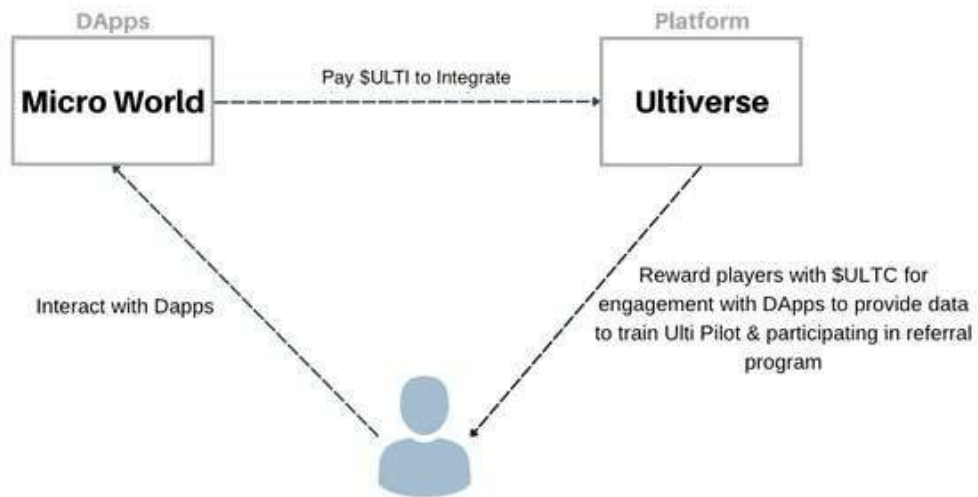 DApps
Platform
Micro World
Pay $ULTI to Integrate
Ultiverse
Interact with Dapps
Reward players with $ULTC for
engagement with DApps to provide data
to train Ulti Pilot & participating in referral
program